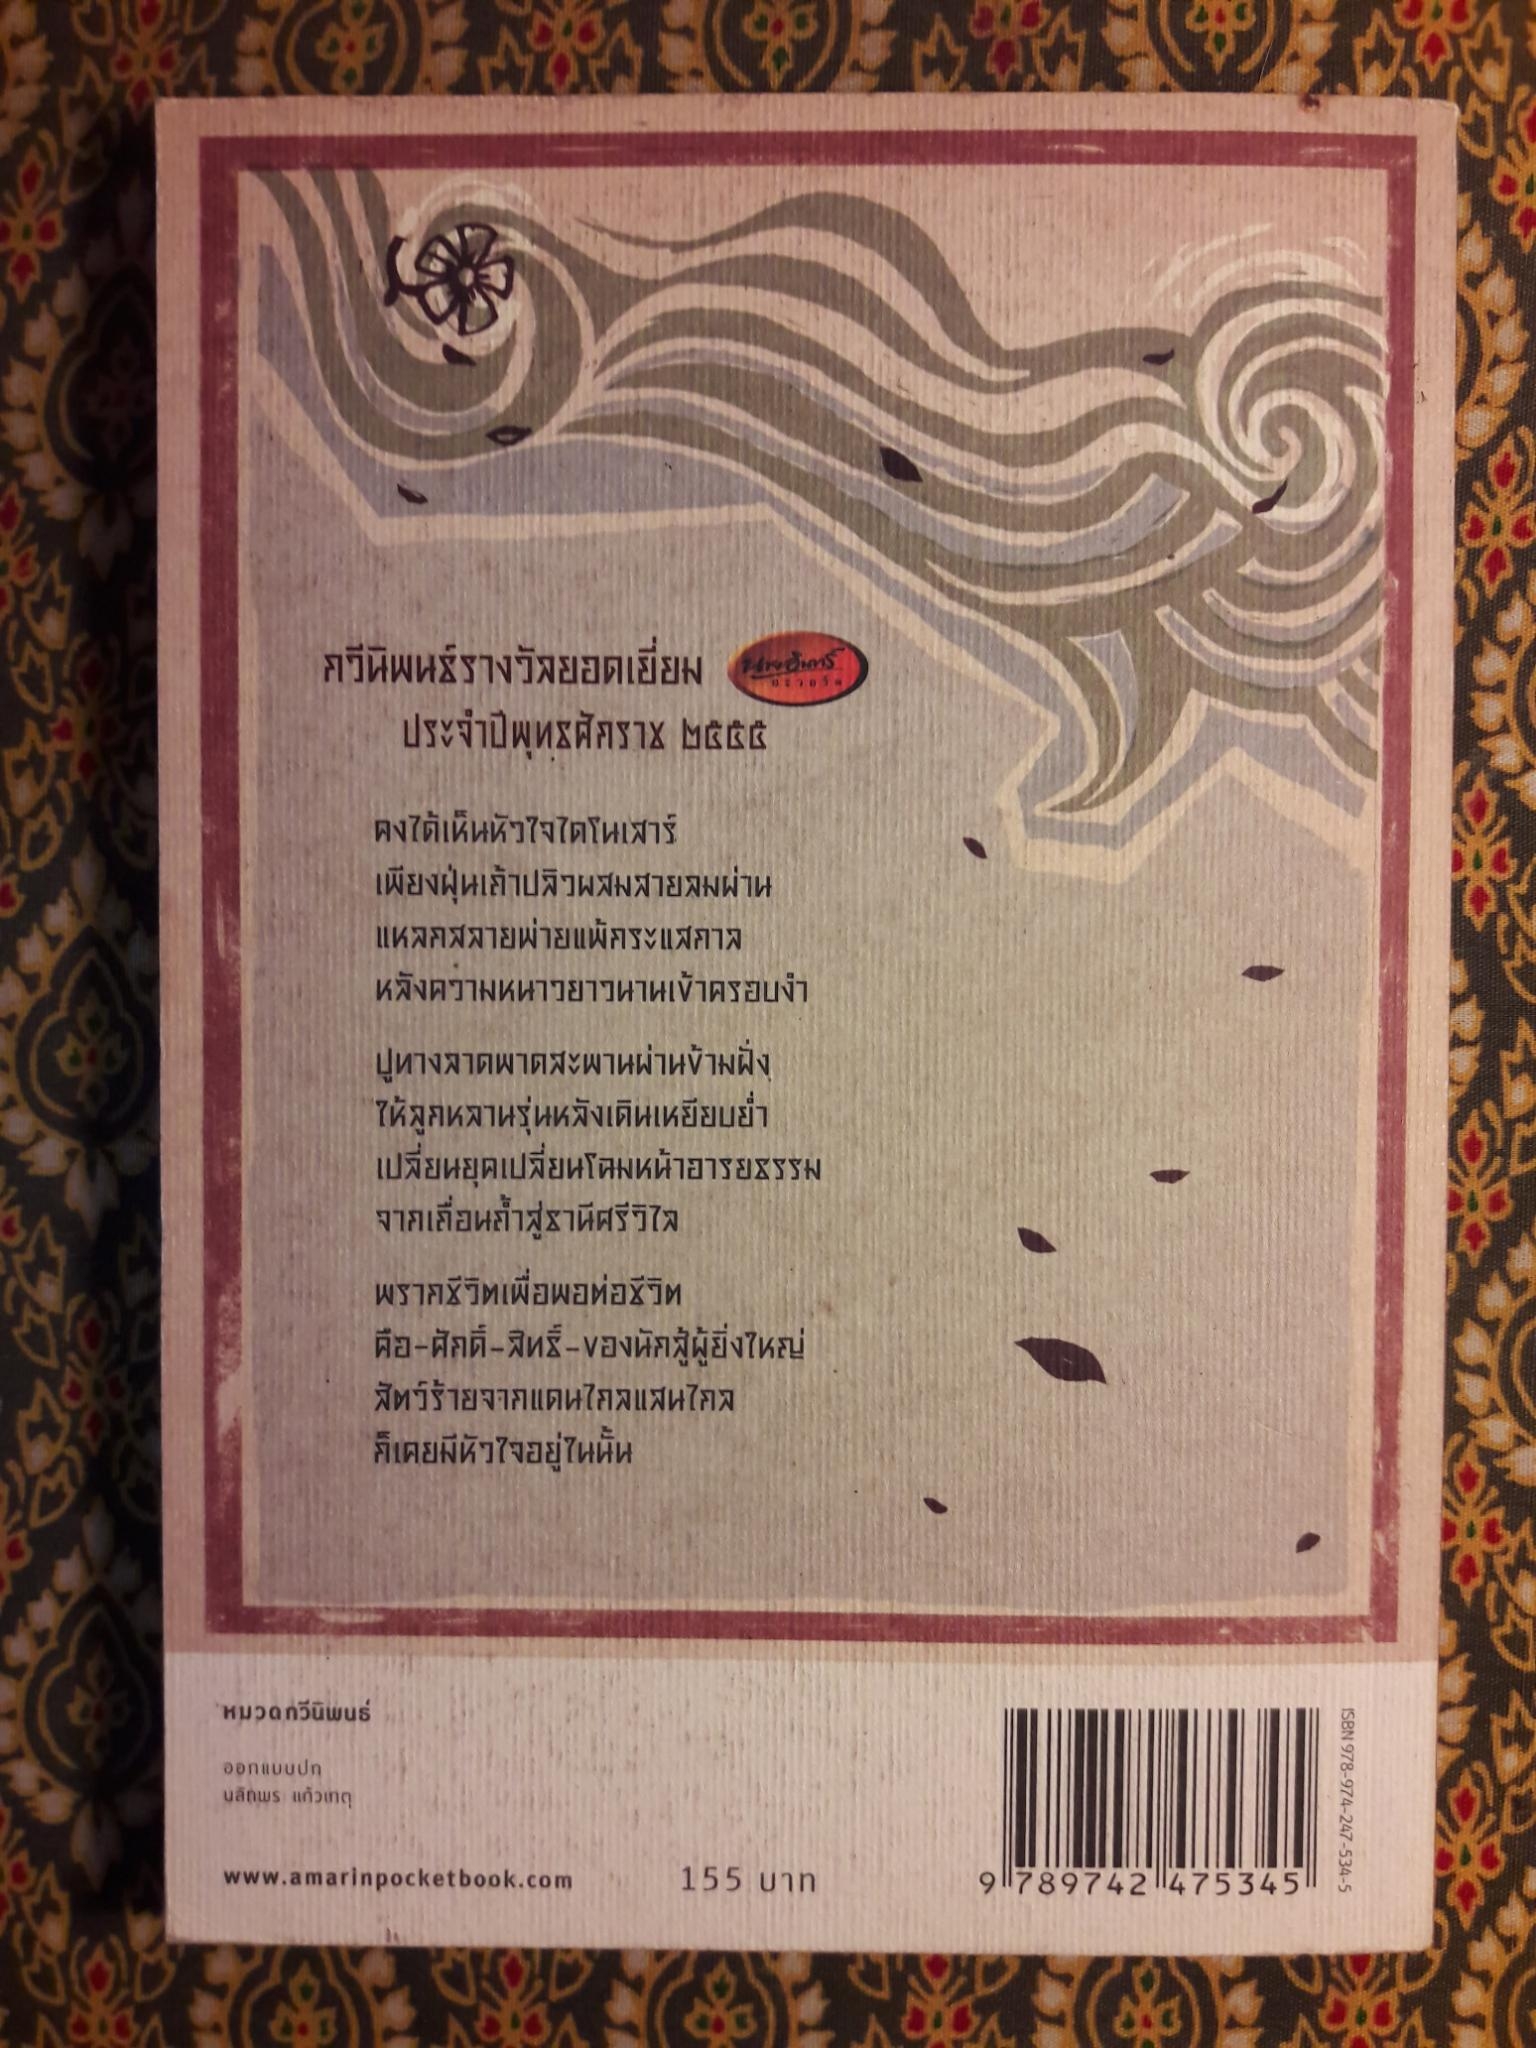 กวีนิพนธ์รางวัลยอดเยี่ยม
นายอินทร์
อะวอร์ด
ประจำปีพุทธศักราช ๒๕๕๕
คงได้เห็นหัวใจไดโนเสาร์
เพียงฝุ่นเถ้าปลิวผสมสายลมผ่าน
แหลกสลายพ่ายแพ้กระแสกาล
หลังความหนาวยาวนานเข้าครอบงำ
ปูทางลาดพาดสะพานผ่านข้ามฝั่ง
ให้ลูกหลานรุ่นหลังเดินเหยียบย่ำ
เปลี่ยนยุคเปลี่ยนโฉมหน้าอารยธรรม
จากเถื่อนถ้ำสู่ธานีศรีวิไล
พรากชีวิตเพื่อพอต่อชีวิต
คือ-ศักดิ์-สิทธิ์-ของนักสู้ผู้ยิ่งใหญ่
สัตว์ร้ายจากแดนไกลแสนไกล
ก็เคยมีหัวใจอยู่ในนั้น
หมวดกวีนิพนธ์
ออกแบบปก
นลิทพร แก้วเทตุ
www.amarinpocketbook.com
155 บาท
9 789742 475345
ISBN 978-974-247-534-5